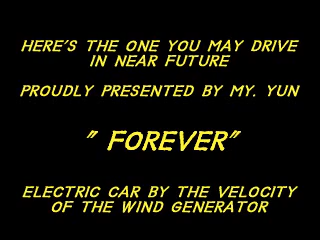 HERE'S THE ONE YOU MAY DRIVE
IN NEAR FUTURE
PROUDLY PRESENTED BY MY. YUN
" FOREVER"
ELECTRIC CAR BY THE VELOCITY
OF THE WIND GENERATOR